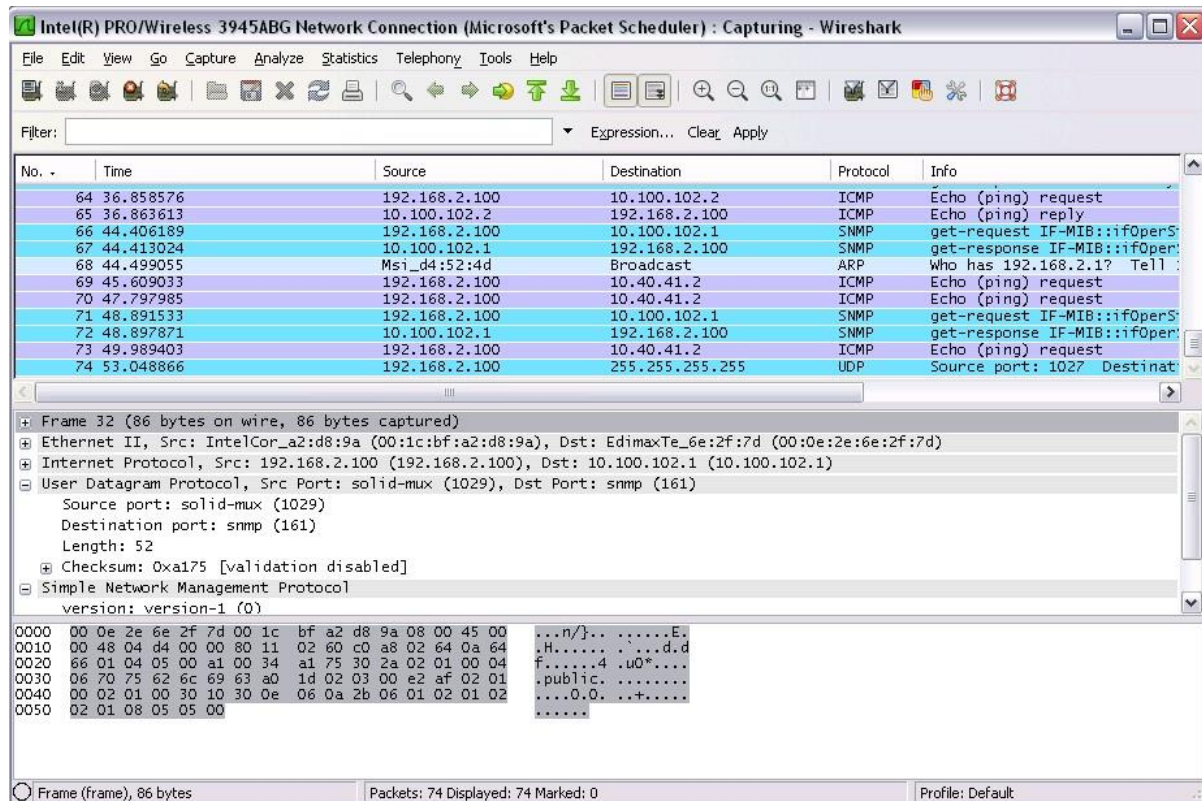 Intel(R) PRO/Wireless 3945ABG Network Connection (Microsoft's Packet Scheduler) : Capturing - Wireshark
File Edit View Go Capture Analyze Statistics Telephony Tools Help
Filter: Expression... Clear Apply
No. Time Source Destination Protocol Info
64 36.858576 192.168.2.100 10.100.102.2 ICMP Echo (ping) request
65 36.863613 10.100.102.2 192.168.2.100 ICMP Echo (ping) reply
66 44.406189 192.168.2.100 10.100.102.1 SNMP get-request IF-MIB::ifOperS
67 44.413024 10.100.102.1 192.168.2.100 SNMP get-response IF-MIB::ifOper
68 44.499055 Msi_d4:52:4d Broadcast ARP Who has 192.168.2.1? Tell
69 45.609033 192.168.2.100 10.40.41.2 ICMP Echo (ping) request
70 47.797985 192.168.2.100 10.40.41.2 ICMP Echo (ping) request
71 48.891533 192.168.2.100 10.100.102.1 SNMP get-request IF-MIB::ifOperS
72 48.897871 10.100.102.1 192.168.2.100 SNMP get-response IF-MIB::ifOper
73 49.989403 192.168.2.100 10.40.41.2 ICMP Echo (ping) request
74 53.048866 192.168.2.100 255.255.255.255 UDP Source port: 1027 Destinat
Frame 32 (86 bytes on wire, 86 bytes captured)
Ethernet II, Src: IntelCor_a2:d8:9a (00:1c:bf:a2:d8:9a), Dst: EdimaxTe_6e:2f:7d (00:0e:2e:6e:2f:7d)
Internet Protocol, Src: 192.168.2.100 (192.168.2.100), Dst: 10.100.102.1 (10.100.102.1)
User Datagram Protocol, Src Port: solid-mux (1029), Dst Port: snmp (161)
Source port: solid-mux (1029)
Destination port: snmp (161)
Length: 52
Checksum: 0xa175 [validation disabled]
Simple Network Management Protocol
version: version-1 (0)
0000 00 0e 2e 6e 2f 7d 00 1c bf a2 d8 9a 08 00 45 00 ...n/}.. ......E.
0010 00 48 04 d4 00 00 80 11 02 60 c0 a8 02 64 0a 64 .H...... .`...d.d
0020 66 01 04 05 00 a1 00 34 a1 75 30 2a 02 01 00 04 f......4 .u0*....
0030 06 70 75 62 6c 69 63 a0 1d 02 03 00 e2 af 02 01 .public. ........
0040 00 02 01 00 30 10 30 0e 06 0a 2b 06 01 02 01 02 ....0.0. ..+.....
0050 02 01 08 05 05 00 ......
Frame (frame), 86 bytes Packets: 74 Displayed: 74 Marked: 0 Profile: Default